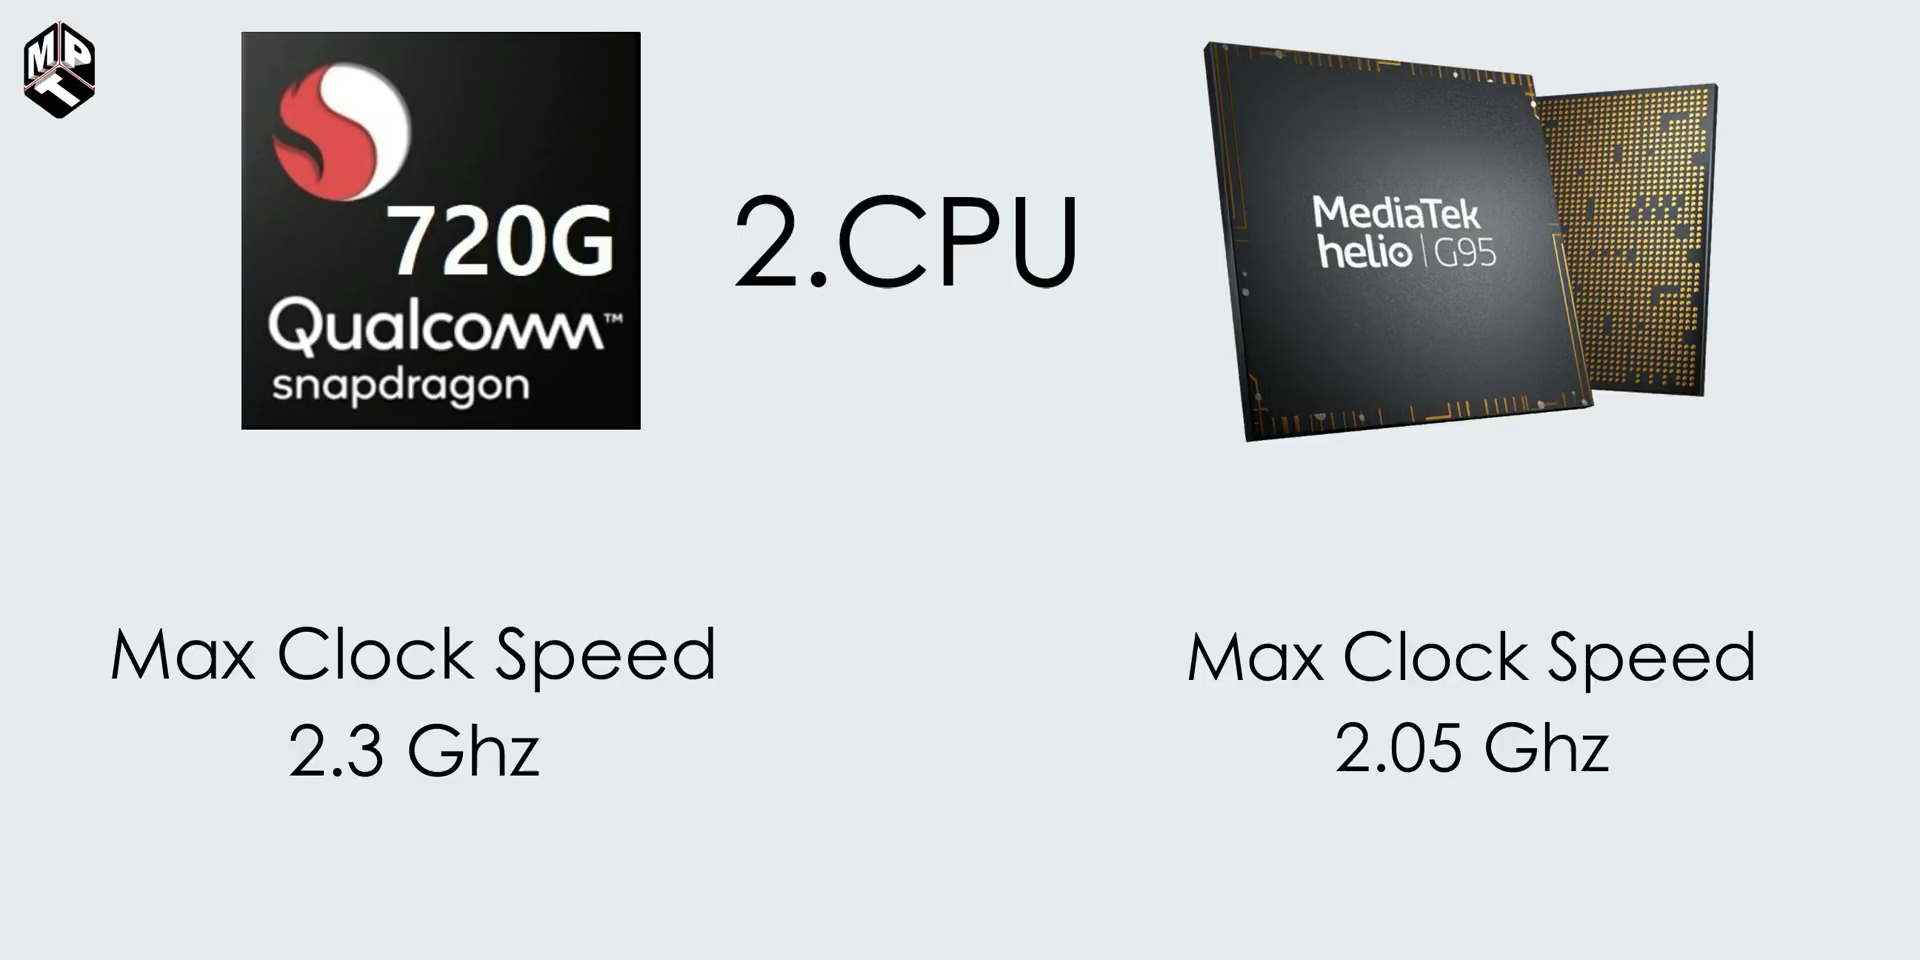 MPT
720G
Qualcomm™
snapdragon
2.CPU
MediaTek
helio | G95
Max Clock Speed
2.3 Ghz
Max Clock Speed
2.05 Ghz